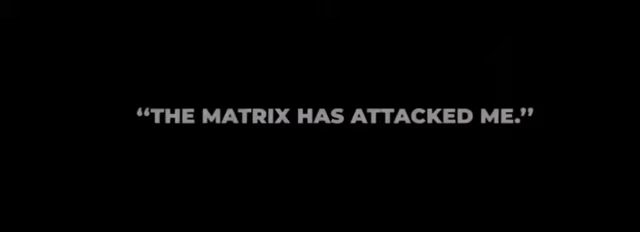 “THE MATRIX HAS ATTACKED ME.”